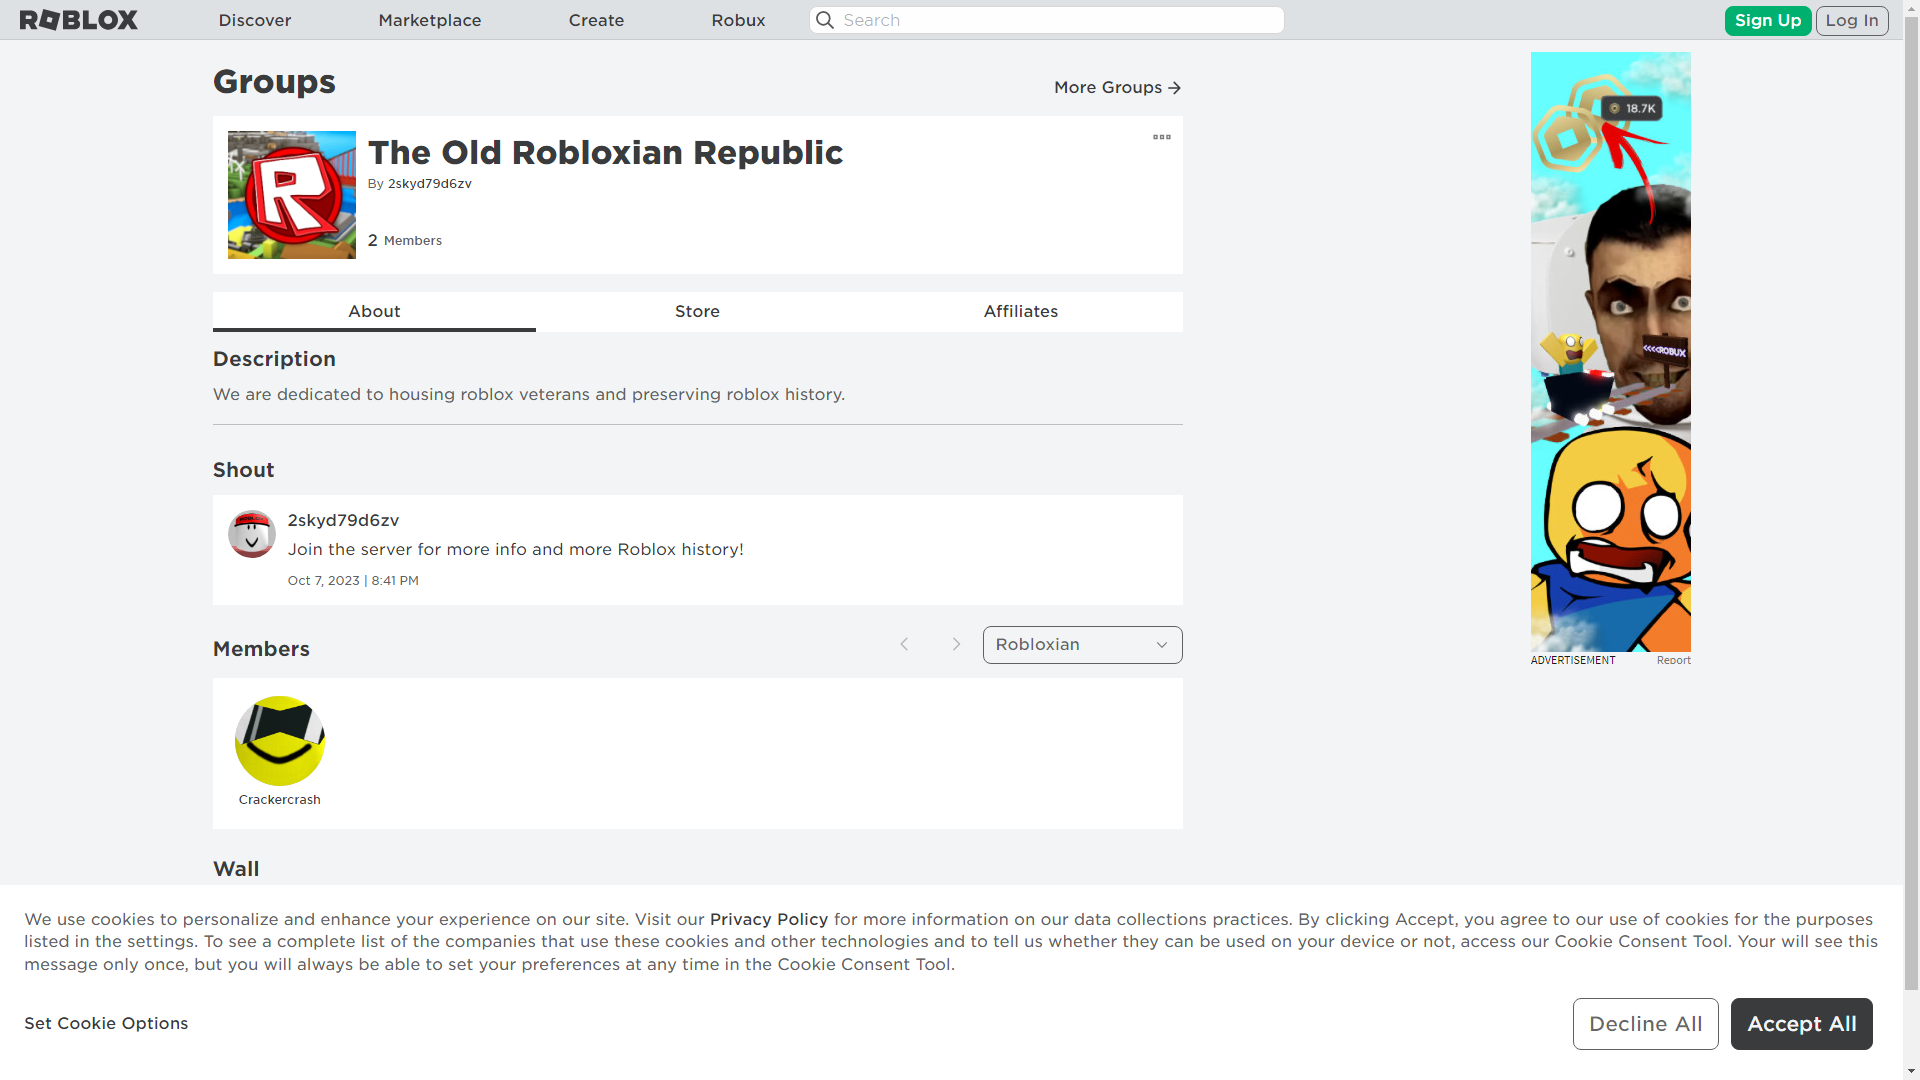 ROBLOX
Discover
Marketplace
Create
Robux
Search
Sign Up
Log In
Groups
More Groups
The Old Robloxian Republic
By 2skyd79d6zv
2 Members
About
Store
Affiliates
Description
We are dedicated to housing roblox veterans and preserving roblox history.
Shout
2skyd79d6zv
Join the server for more info and more Roblox history!
Oct 7, 2023 | 8:41 PM
Members
Robloxian
Crackercrash
Wall
18.7K
<<<<ROBUX
ADVERTISEMENT
Report
We use cookies to personalize and enhance your experience on our site. Visit our Privacy Policy for more information on our data collections practices. By clicking Accept, you agree to our use of cookies for the purposes
listed in the settings. To see a complete list of the companies that use these cookies and other technologies and to tell us whether they can be used on your device or not, access our Cookie Consent Tool. Your will see this
message only once, but you will always be able to set your preferences at any time in the Cookie Consent Tool.
Set Cookie Options
Decline All
Accept All